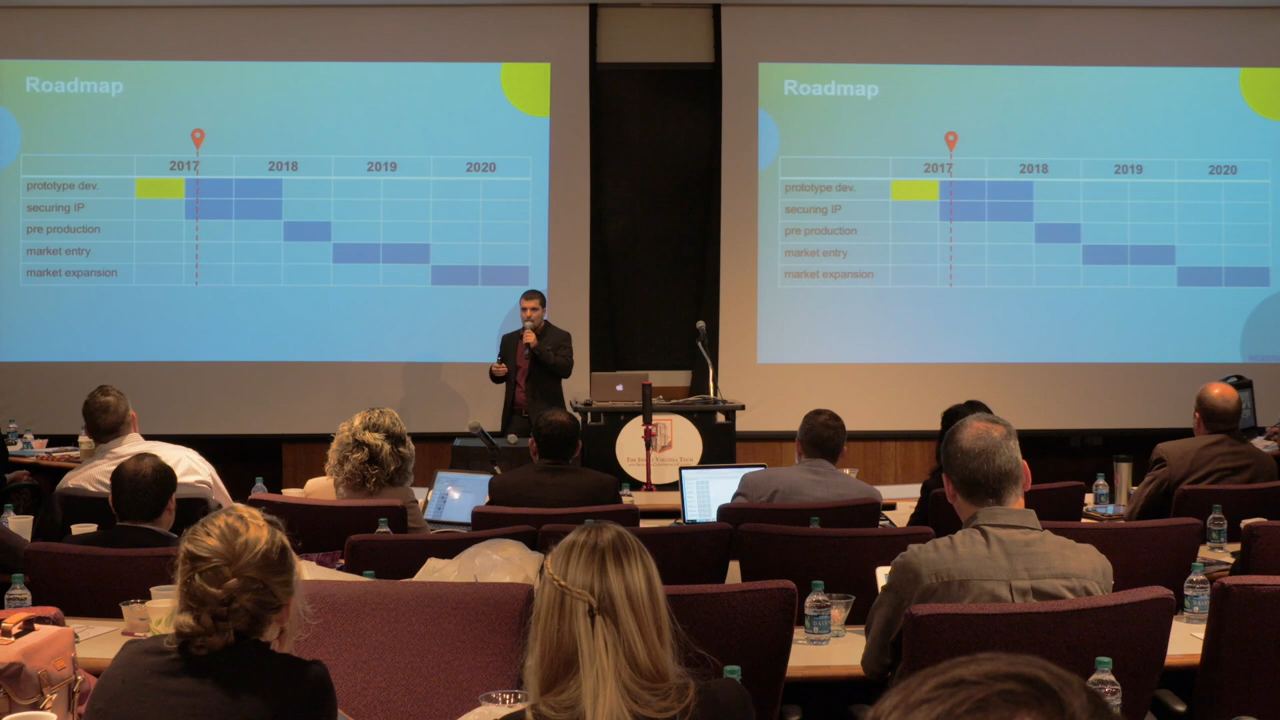 Roadmap
2017 2018 2019 2020
prototype dev.
securing IP
pre production
market entry
market expansion
Roadmap
2017 2018 2019 2020
prototype dev.
securing IP
pre production
market entry
market expansion